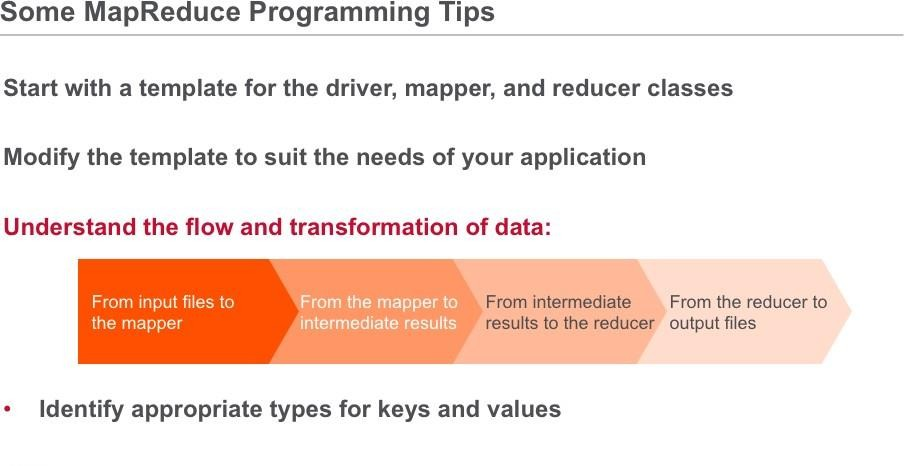 Some MapReduce Programming Tips
Start with a template for the driver, mapper, and reducer classes
Modify the template to suit the needs of your application
Understand the flow and transformation of data:
From input files to
the mapper
From the mapper to
intermediate results
From intermediate
results to the reducer
From the reducer to
output files
• Identify appropriate types for keys and values